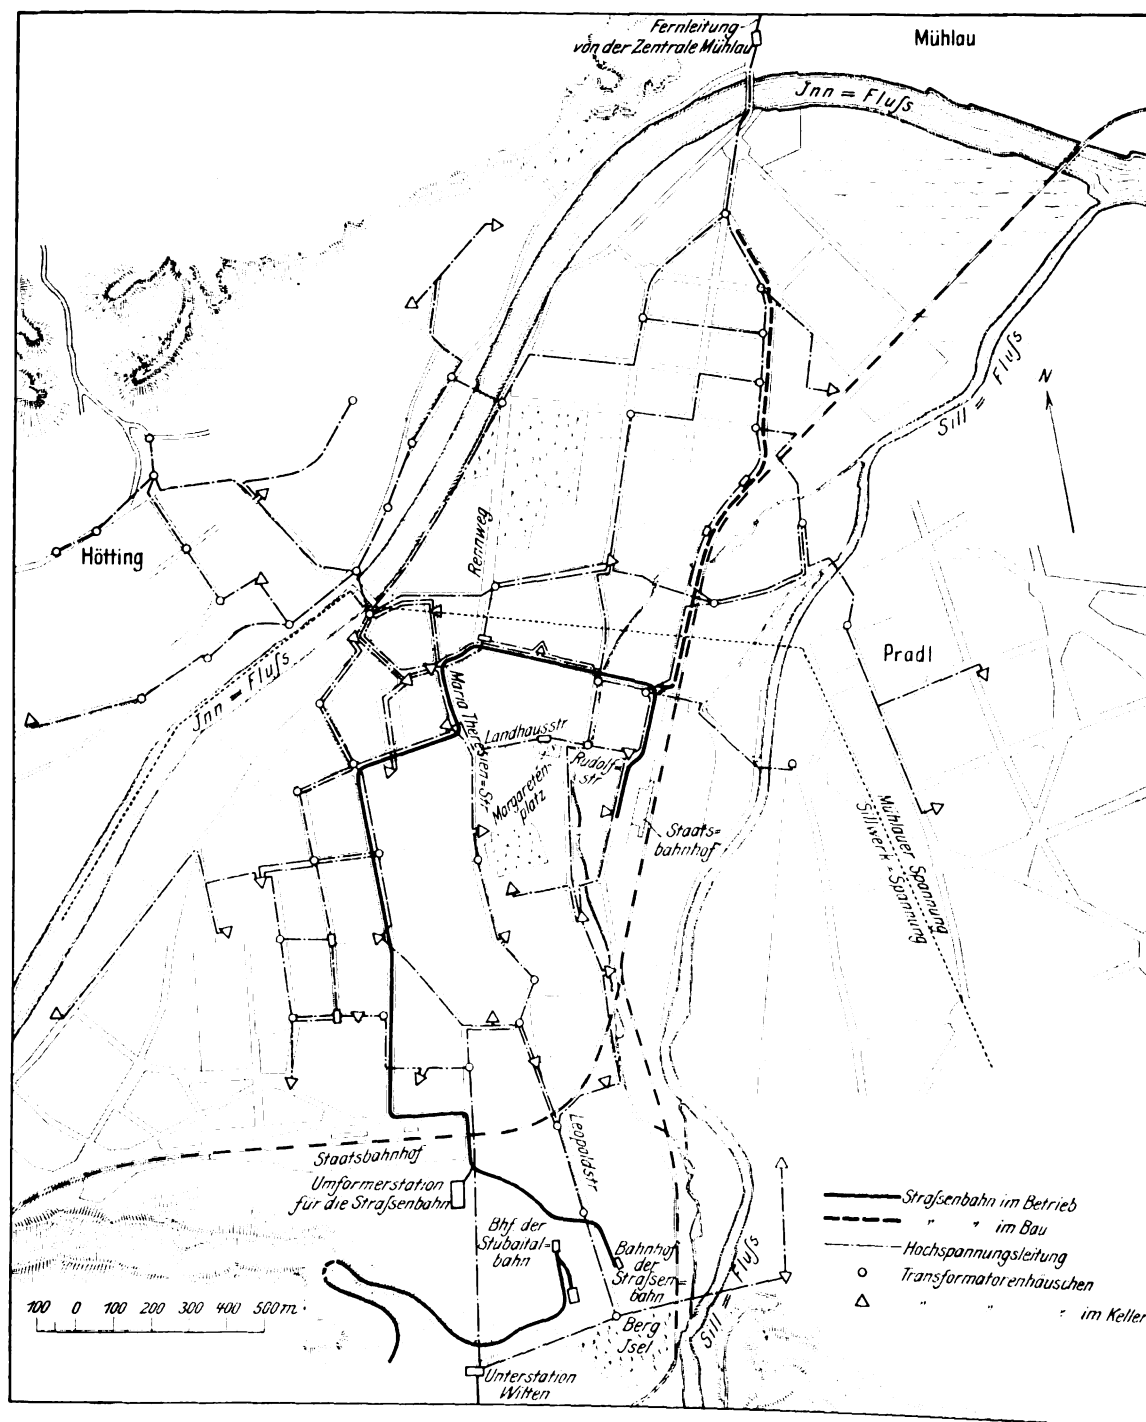 Fernleitung-
von der Zentrale Mühlau
Mühlau
Jnn = Fluſs
Sill = Fluſs
N
Rennweg
Hötting
Jnn = Fluſs
Pradl
Maria Theresien=Str.
Landhausstr
Rudolf=
str
Margareten-
platz
Staats=
bahnhof
Mühlauer Spannung
Sillwerk = Spannung
Leopoldstr
Staatsbahnhof
Umformerstation
für die Straſsenbahn
Bhf der
Stubaital=
bahn
Bahnhof
der
Straſsen=
bahn
Straſsenbahn im Betrieb
" " im Bau
Hochspannungsleitung
Transformatorenhäuschen
" " " im Keller
Sill = Fluſs
100 0 100 200 300 400 500 m.
Berg
Jsel
Unterstation
Wilten